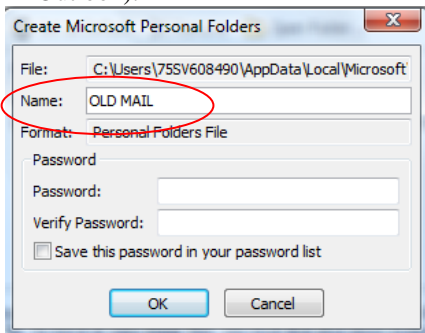 Create Microsoft Personal Folders
File: C:\Users\75SV608490\AppData\Local\Microsoft
Name: OLD MAIL
Format: Personal Folders File
Password
Password:
Verify Password:
Save this password in your password list
OK Cancel